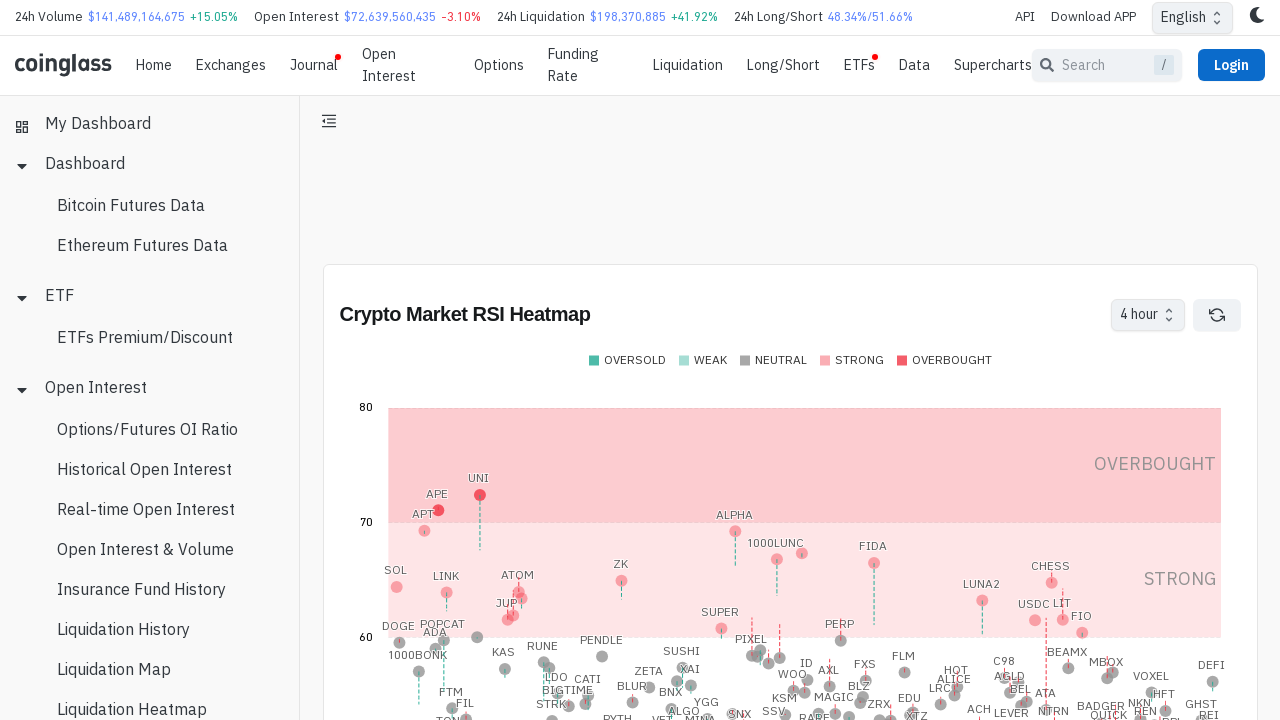 24h Volume $141,489,164,675 +15.05% Open Interest $72,639,560,435 -3.10% 24h Liquidation $198,370,885 +41.92% 24h Long/Short 48.34%/51.66% API Download APP English
coinglass Home Exchanges Journal Open Interest Options Funding Rate Liquidation Long/Short ETFs Data Supercharts Search / Login
My Dashboard
Dashboard
Bitcoin Futures Data
Ethereum Futures Data
ETF
ETFs Premium/Discount
Open Interest
Options/Futures OI Ratio
Historical Open Interest
Real-time Open Interest
Open Interest & Volume
Insurance Fund History
Liquidation History
Liquidation Map
Liquidation Heatmap
Crypto Market RSI Heatmap 4 hour
OVERSOLD WEAK NEUTRAL STRONG OVERBOUGHT
80
OVERBOUGHT
UNI
APE
APT
ALPHA
70
1000LUNC
FIDA
ZK
CHESS
SOL
LINK
ATOM
LUNA2
STRONG
JUP
USDC
LIT
SUPER
FIO
DOGE
POPCAT
PERP
ADA
60
PIXEL
PENDLE
RUNE
1000BONK
KAS
SUSHI
FLM
BEAMX
C98
MBOX
DEFI
FXS
ZETA
XAI
AXL
ID
HOT
WOO
LDO
CATI
ALICE
AGLD
VOXEL
BLUR
BLZ
LRC
BEL
FTM
BIGTIME
BNX
ATA
HFT
FIL
STRK
YGG
KSM
MAGIC
EDU
ZRX
NKN
GHST
ALGO
SNX
SSV
ACH
LEVER
NTRN
BADGER
QUICK
REN
REI
PYTH
RARE
XTZ